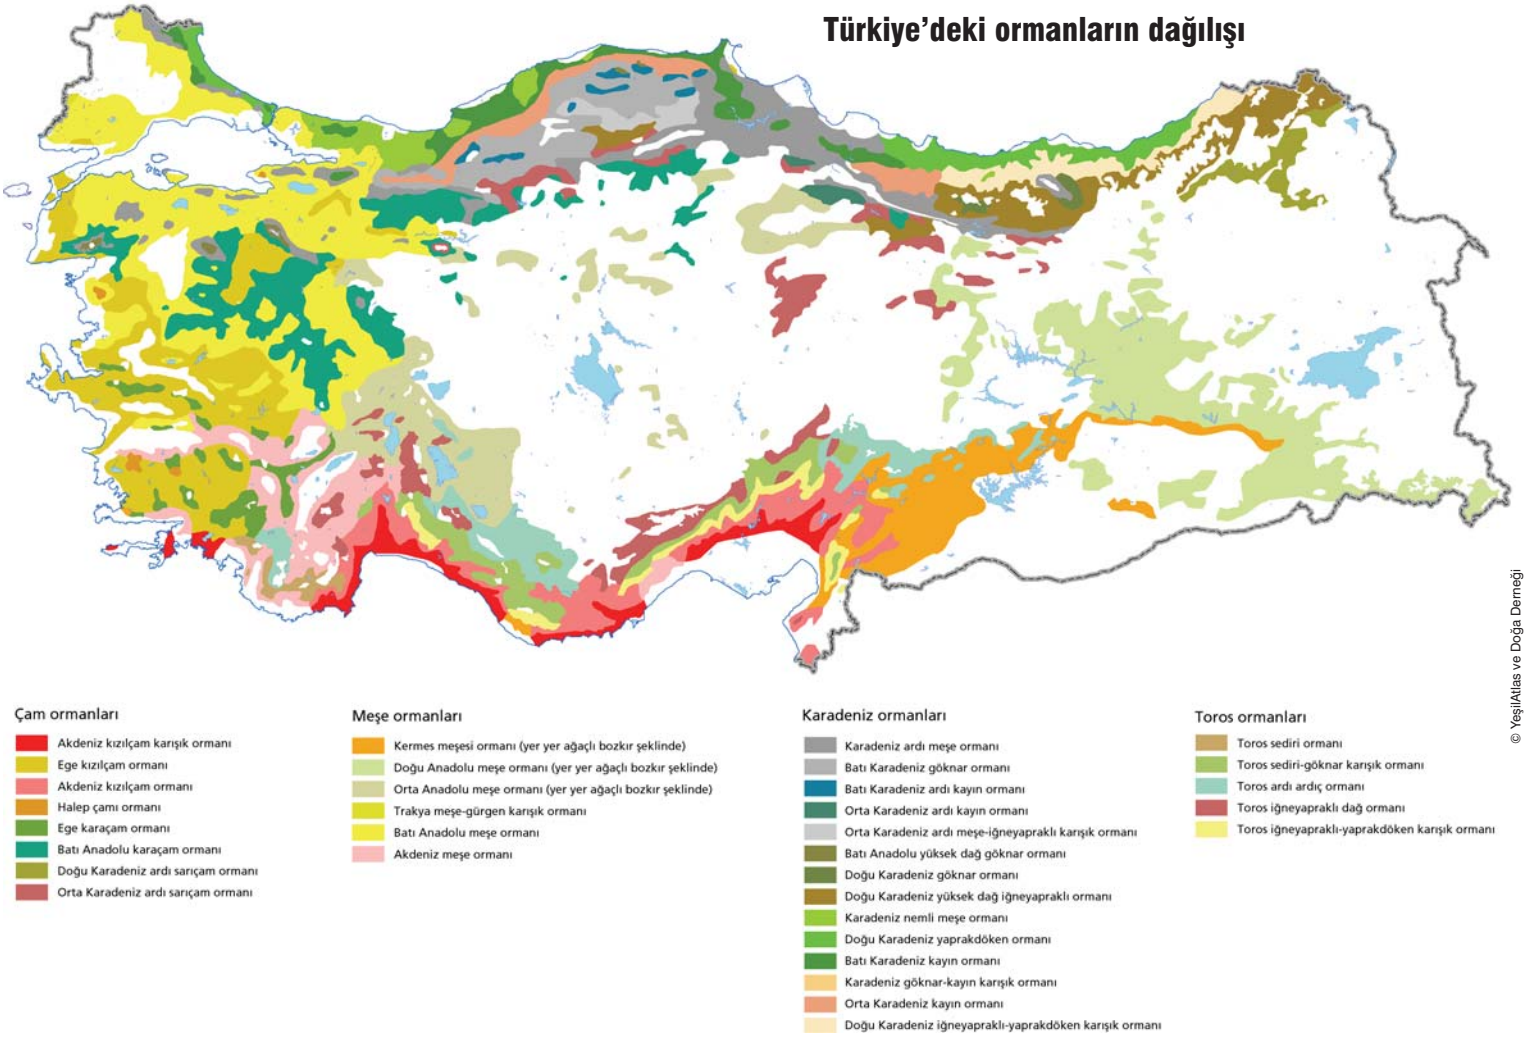 Türkiye'deki ormanların dağılışı
© YeşilAtlas ve Doğa Derneği
Çam ormanları
Akdeniz kızılçam karışık ormanı
Ege kızılçam ormanı
Akdeniz kızılçam ormanı
Halep çamı ormanı
Ege karaçam ormanı
Batı Anadolu karaçam ormanı
Doğu Karadeniz ardı sarıçam ormanı
Orta Karadeniz ardı sarıçam ormanı
Meşe ormanları
Kermes meşesi ormanı (yer yer ağaçlı bozkır şeklinde)
Doğu Anadolu meşe ormanı (yer yer ağaçlı bozkır şeklinde)
Orta Anadolu meşe ormanı (yer yer ağaçlı bozkır şeklinde)
Trakya meşe-gürgen karışık ormanı
Batı Anadolu meşe ormanı
Akdeniz meşe ormanı
Karadeniz ormanları
Karadeniz ardı meşe ormanı
Batı Karadeniz göknar ormanı
Batı Karadeniz ardı kayın ormanı
Orta Karadeniz ardı kayın ormanı
Orta Karadeniz ardı meşe-iğneyapraklı karışık ormanı
Batı Anadolu yüksek dağ göknar ormanı
Doğu Karadeniz göknar ormanı
Doğu Karadeniz yüksek dağ iğneyapraklı ormanı
Karadeniz nemli meşe ormanı
Doğu Karadeniz yaprakdöken ormanı
Batı Karadeniz kayın ormanı
Karadeniz göknar-kayın karışık ormanı
Orta Karadeniz kayın ormanı
Doğu Karadeniz iğneyapraklı-yaprakdöken karışık ormanı
Toros ormanları
Toros sediri ormanı
Toros sediri-göknar karışık ormanı
Toros ardı ardıç ormanı
Toros iğneyapraklı dağ ormanı
Toros iğneyapraklı-yaprakdöken karışık ormanı